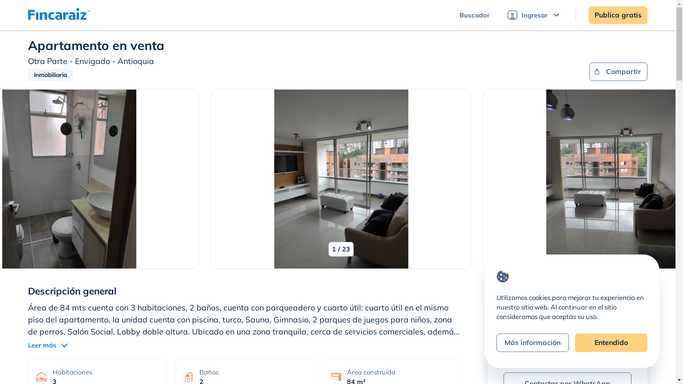 Fincaraiz
Buscador
Ingresar
Publica gratis
Apartamento en venta
Otra Parte - Envigado - Antioquia
Inmobiliaria
Compartir
1 / 23
Descripción general
Área de 84 mts cuenta con 3 habitaciones, 2 baños, cuenta con parqueadero y cuarto útil: cuarto útil en el mismo
piso del apartamento, la unidad cuenta con piscina, turco, Sauna, Gimnasio, 2 parques de juegos para niños, zona
de perros, Salón Social, Lobby doble altura. Ubicado en una zona tranquila, cerca de servicios comerciales, ademá...
Leer más
Habitaciones
3
Baños
2
Área construida
84 m²
Utilizamos cookies para mejorar tu experiencia en
nuestro sitio web. Al continuar en el sitio
consideramos que aceptas su uso.
Más información
Entendido
Contactar por WhatsApp